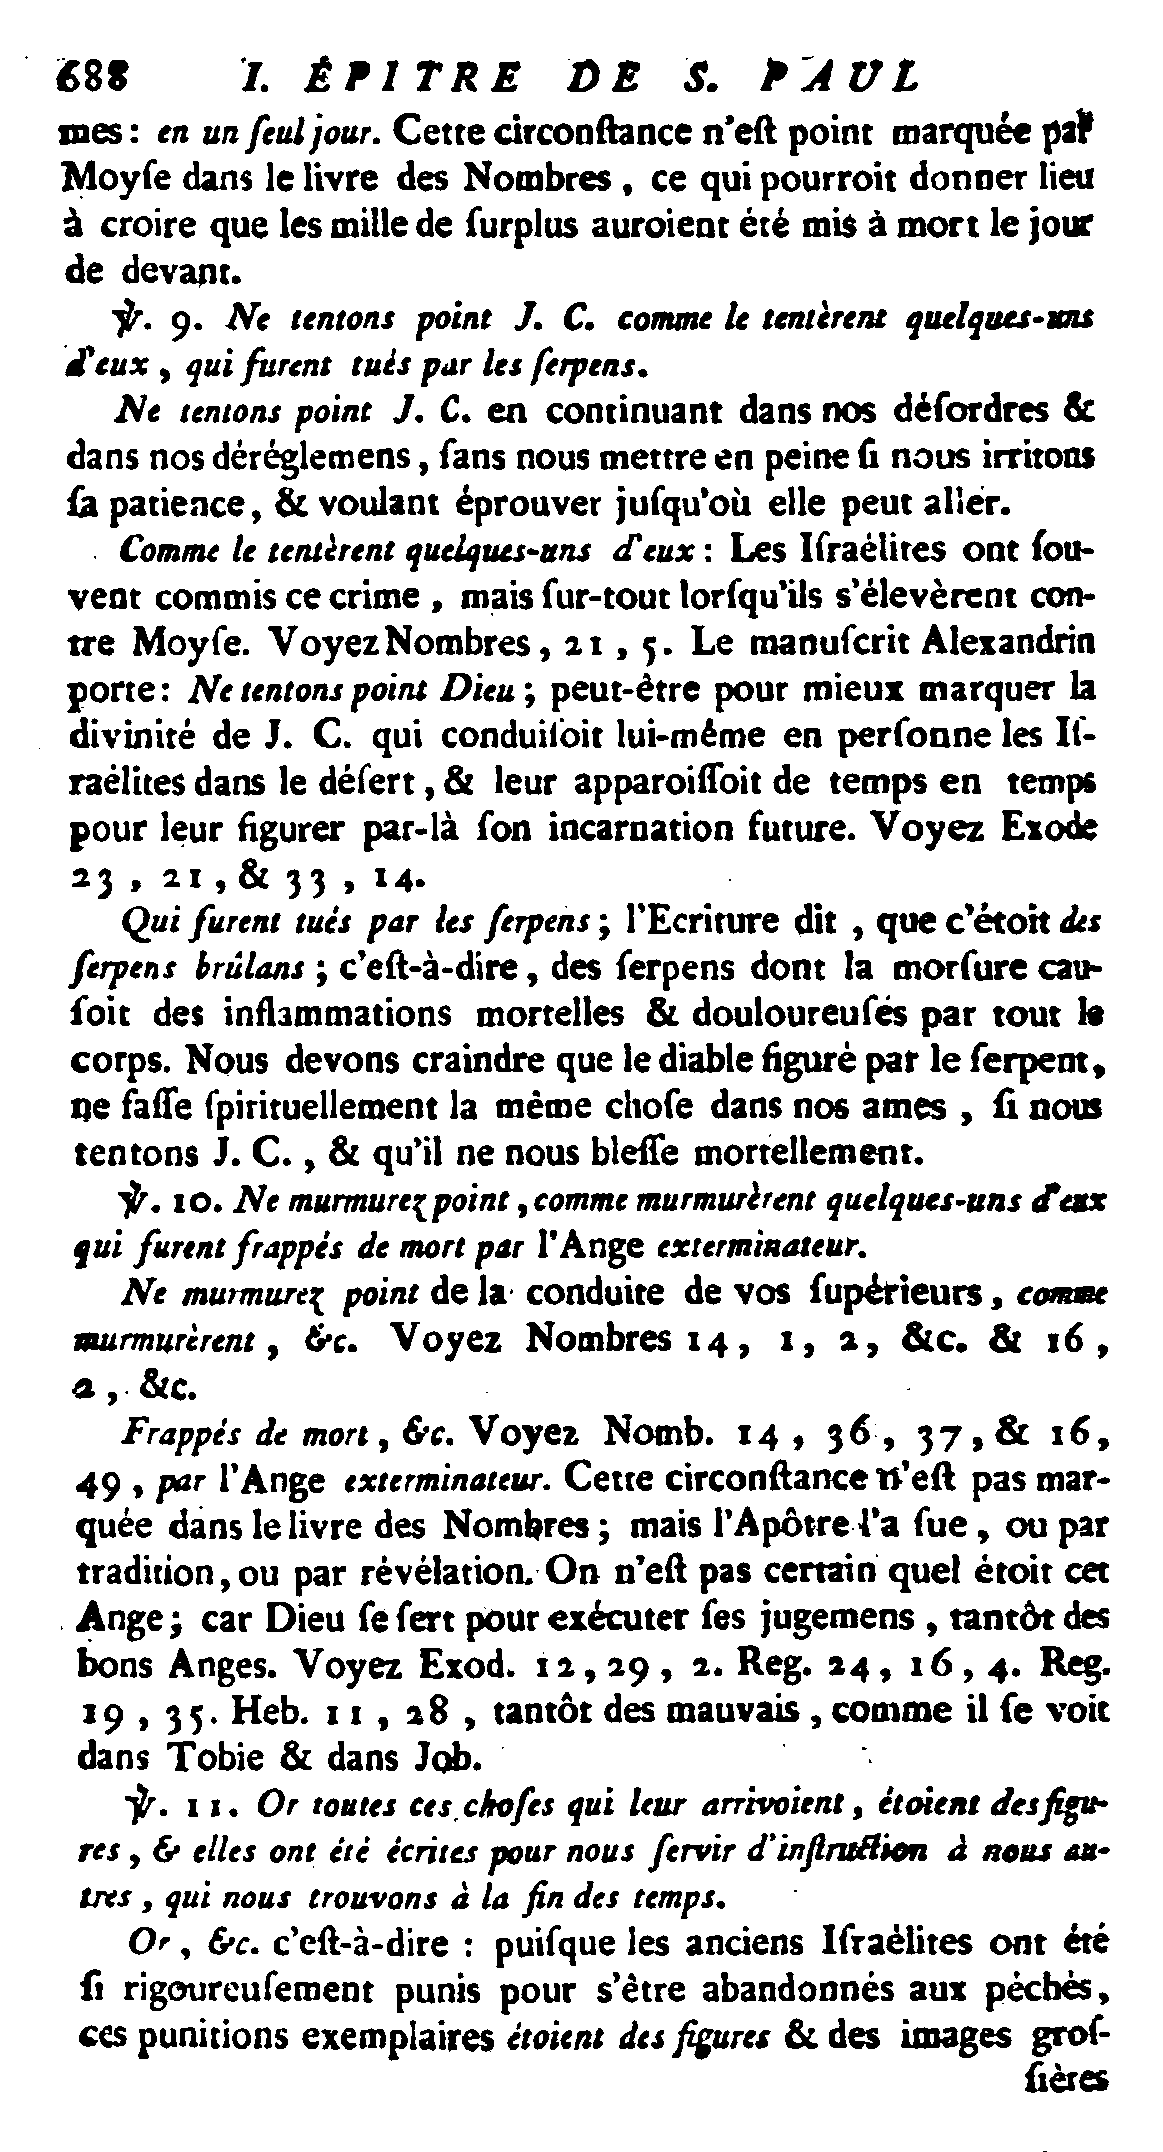 688 I. ÉPITRE DE S. PAUL
mes : en un ſeul jour. Cette circonſtance n'eſt point marquée par
Moyſe dans le livre des Nombres, ce qui pourroit donner lieu
à croire que les mille de ſurplus auroient été mis à mort le jour
de devant.
℣. 9. Ne tentons point J. C. comme le tentèrent quelques-uns
d'eux, qui furent tués par les ſerpens.
Ne tentons point J. C. en continuant dans nos déſordres &
dans nos déréglemens, ſans nous mettre en peine ſi nous irritons
ſa patience, & voulant éprouver juſqu'où elle peut aller.
Comme le tentèrent quelques-uns d'eux : Les Iſraélites ont ſou-
vent commis ce crime, mais ſur-tout lorſqu'ils s'élevèrent con-
tre Moyſe. Voyez Nombres, 21, 5. Le manuſcrit Alexandrin
porte : Ne tentons point Dieu ; peut-être pour mieux marquer la
divinité de J. C. qui conduiſoit lui-même en perſonne les Iſ-
raélites dans le déſert, & leur apparoiſſoit de temps en temps
pour leur figurer par-là ſon incarnation future. Voyez Exode
23, 21, & 33, 14.
Qui furent tués par les ſerpens ; l'Ecriture dit, que c'étoit des
ſerpens brûlans ; c'eſt-à-dire, des ſerpens dont la morſure cau-
ſoit des inflammations mortelles & douloureuſes par tout le
corps. Nous devons craindre que le diable figuré par le ſerpent,
ne faſſe ſpirituellement la même choſe dans nos ames, ſi nous
tentons J. C., & qu'il ne nous bleſſe mortellement.
℣. 10. Ne murmurez point, comme murmurèrent quelques-uns d'eux
qui furent frappés de mort par l'Ange exterminateur.
Ne murmurez point de la conduite de vos ſupérieurs, comme
murmurèrent, &c. Voyez Nombres 14, 1, 2, &c. & 16,
2, &c.
Frappés de mort, &c. Voyez Nomb. 14, 36, 37, & 16,
49, par l'Ange exterminateur. Cette circonſtance n'eſt pas mar-
quée dans le livre des Nombres ; mais l'Apôtre l'a ſue, ou par
tradition, ou par révélation. On n'eſt pas certain quel étoit cet
Ange ; car Dieu ſe ſert pour exécuter ſes jugemens, tantôt des
bons Anges. Voyez Exod. 12, 29, 2. Reg. 24, 16, 4. Reg.
19, 35. Heb. 11, 28, tantôt des mauvais, comme il ſe voit
dans Tobie & dans Job.
℣. 11. Or toutes ces choſes qui leur arrivoient, étoient des figu-
res, & elles ont été écrites pour nous ſervir d'inſtruction à nous au-
tres, qui nous trouvons à la fin des temps.
Or, &c. c'eſt-à-dire : puiſque les anciens Iſraélites ont été
ſi rigoureuſement punis pour s'être abandonnés aux péchés,
ces punitions exemplaires étoient des figures & des images groſ-
ſières